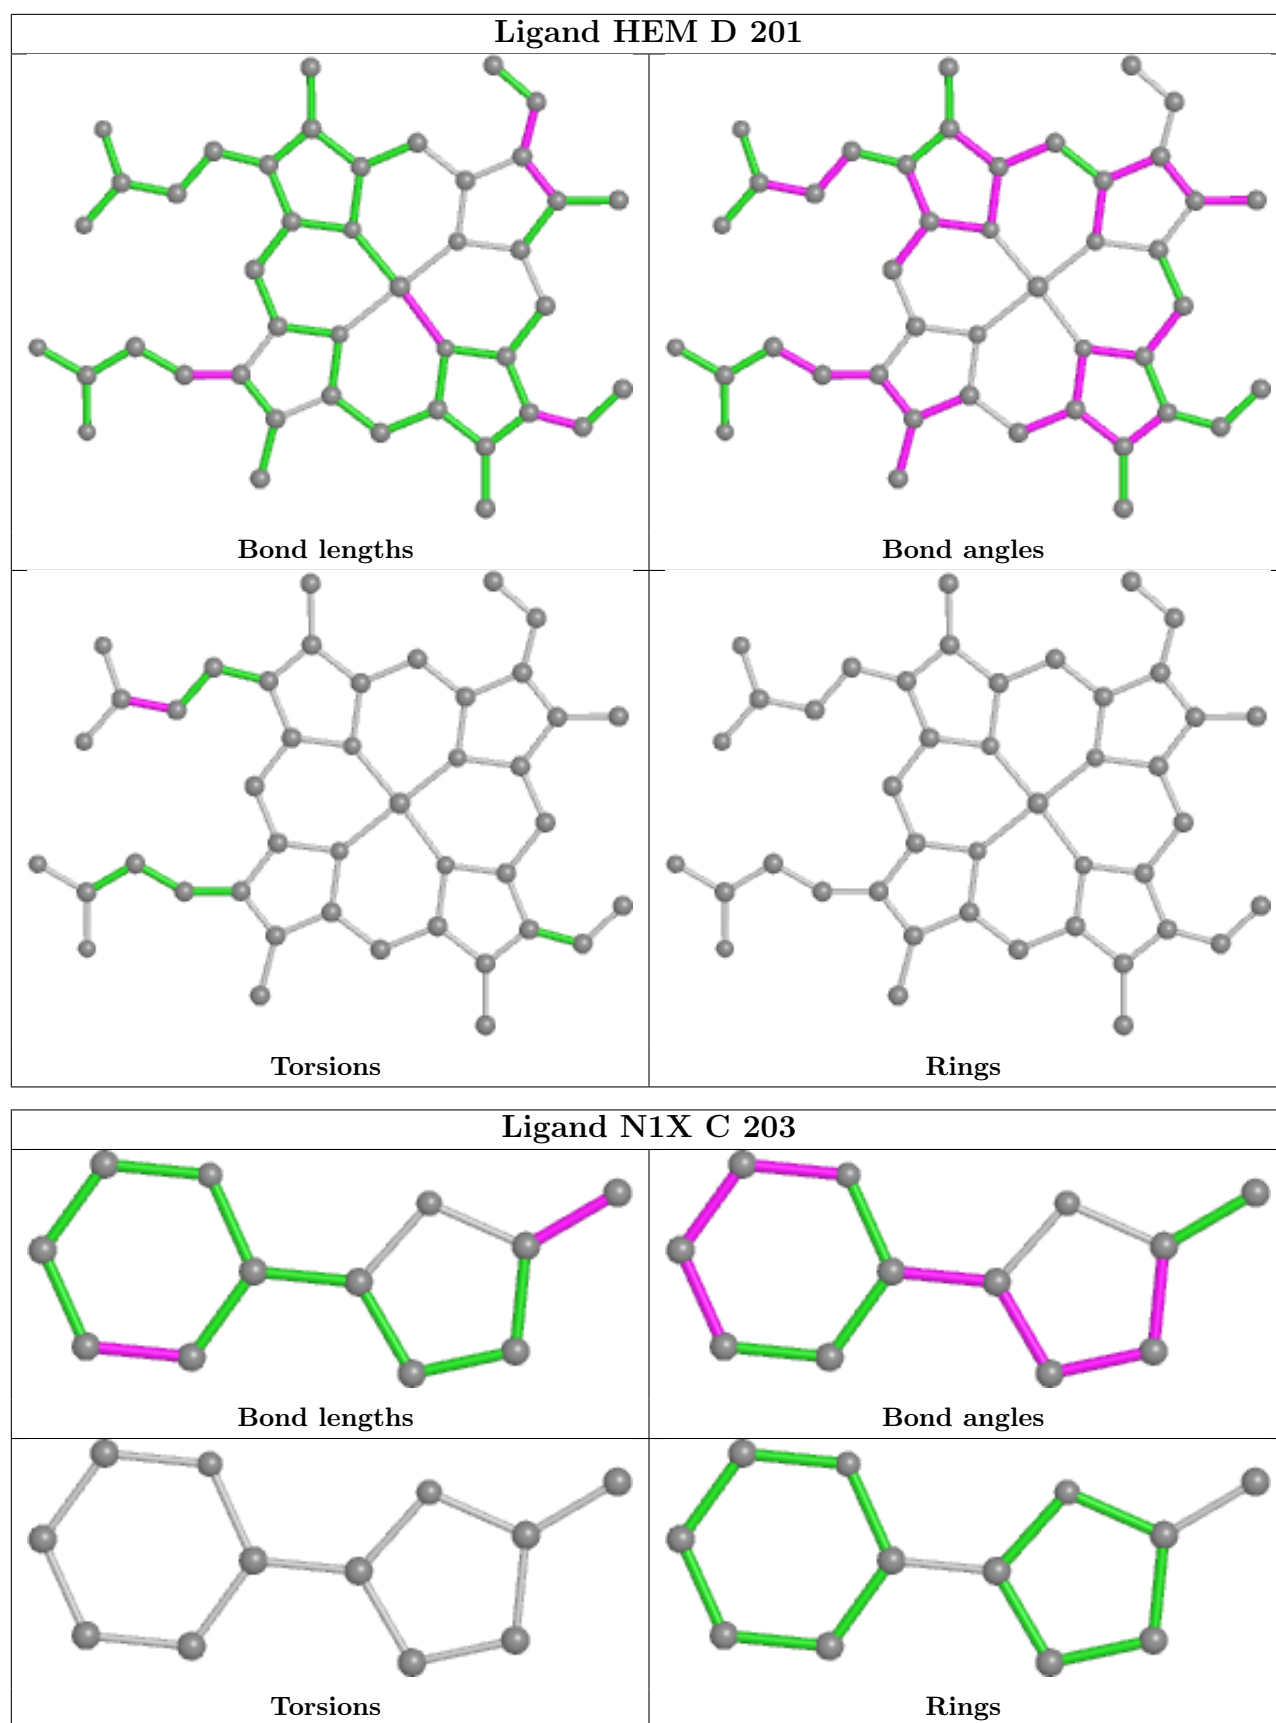 Ligand HEM D 201
Bond lengths
Bond angles
Torsions
Rings
Ligand N1X C 203
Bond lengths
Bond angles
Torsions
Rings